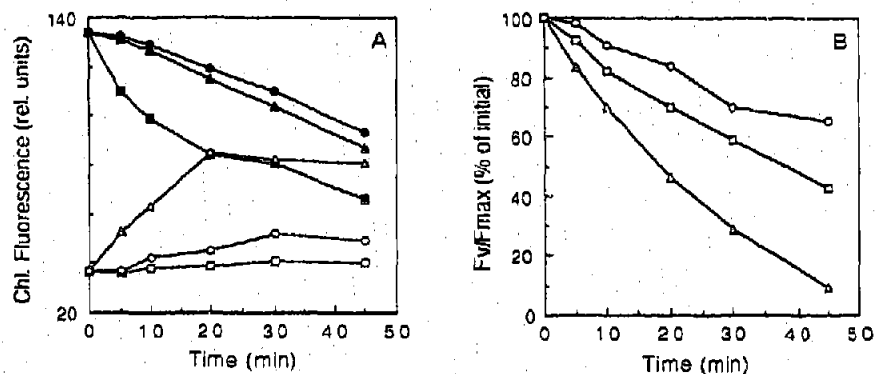 A
140
20
Chl. Fluorescence (rel. units)
0 10 20 30 40 50
Time (min)
B
100
80
60
40
20
0
Fv/Fmax (% of initial)
0 10 20 30 40 50
Time (min)